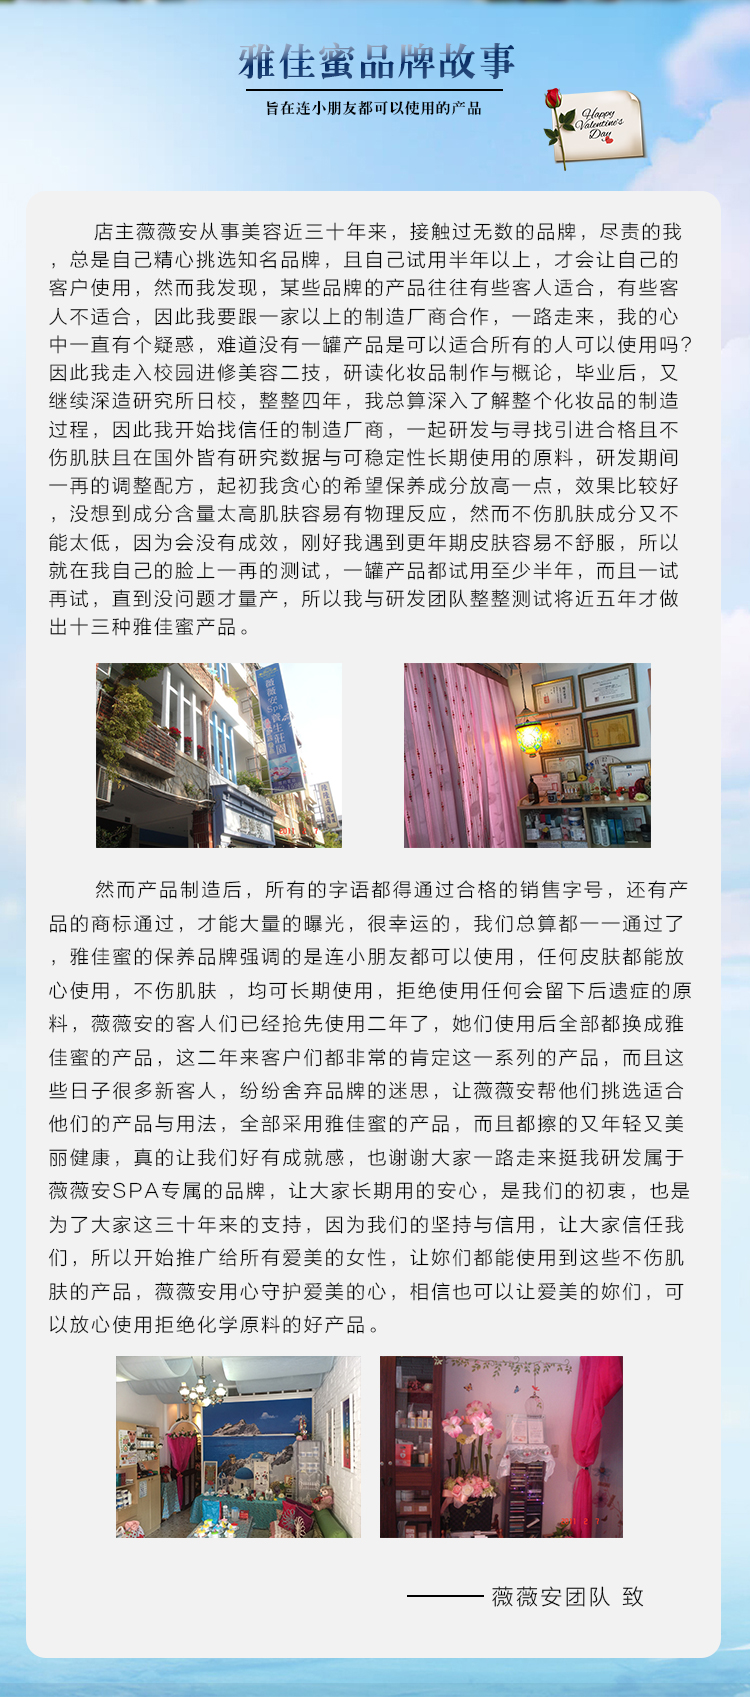 雅佳蜜品牌故事
旨在连小朋友都可以使用的产品
Happy
Valentine's
Day
店主薇薇安从事美容近三十年来，接触过无数的品牌，尽责的我
，总是自己精心挑选知名品牌，且自己试用半年以上，才会让自己的
客户使用，然而我发现，某些品牌的产品往往有些客人适合，有些客
人不适合，因此我要跟一家以上的制造厂商合作，一路走来，我的心
中一直有个疑惑，难道没有一罐产品是可以适合所有的人可以使用吗？
因此我走入校园进修美容二技，研读化妆品制作与概论，毕业后，又
继续深造研究所日校，整整四年，我总算深入了解整个化妆品的制造
过程，因此我开始找信任的制造厂商，一起研发与寻找引进合格且不
伤肌肤且在国外皆有研究数据与可稳定性长期使用的原料，研发期间
一再的调整配方，起初我贪心的希望保养成分放高一点，效果比较好
，没想到成分含量太高肌肤容易有物理反应，然而不伤肌肤成分又不
能太低，因为会没有成效，刚好我遇到更年期皮肤容易不舒服，所以
就在我自己的脸上一再的测试，一罐产品都试用至少半年，而且一试
再试，直到没问题才量产，所以我与研发团队整整测试将近五年才做
出十三种雅佳蜜产品。
薇薇安Spa養生莊園
然而产品制造后，所有的字语都得通过合格的销售字号，还有产
品的商标通过，才能大量的曝光，很幸运的，我们总算都一一通过了
，雅佳蜜的保养品牌强调的是连小朋友都可以使用，任何皮肤都能放
心使用，不伤肌肤 ，均可长期使用，拒绝使用任何会留下后遗症的原
料，薇薇安的客人们已经抢先使用二年了，她们使用后全部都换成雅
佳蜜的产品，这二年来客户们都非常的肯定这一系列的产品，而且这
些日子很多新客人，纷纷舍弃品牌的迷思，让薇薇安帮他们挑选适合
他们的产品与用法，全部采用雅佳蜜的产品，而且都擦的又年轻又美
丽健康，真的让我们好有成就感，也谢谢大家一路走来挺我研发属于
薇薇安SPA专属的品牌，让大家长期用的安心，是我们的初衷，也是
为了大家这三十年来的支持，因为我们的坚持与信用，让大家信任我
们，所以开始推广给所有爱美的女性，让妳们都能使用到这些不伤肌
肤的产品，薇薇安用心守护爱美的心，相信也可以让爱美的妳们，可
以放心使用拒绝化学原料的好产品。
——薇薇安团队 致